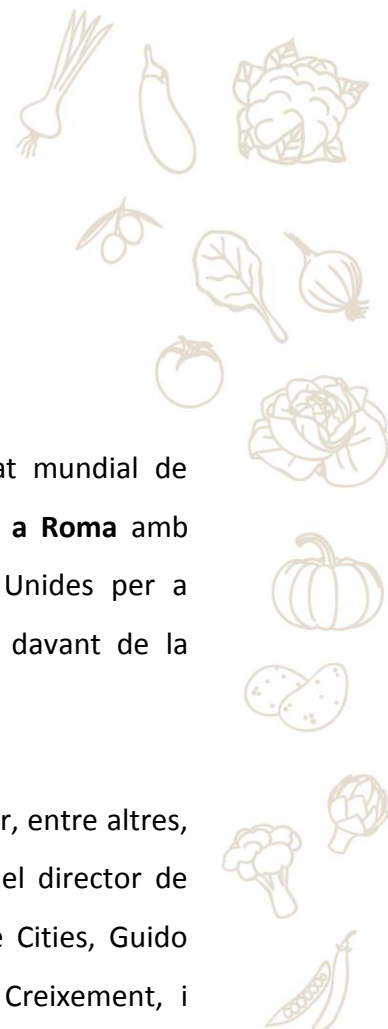 at mundial de
a Roma amb
Unides per a
davant de la
r, entre altres,
el director de
e Cities, Guido
Creixement, i